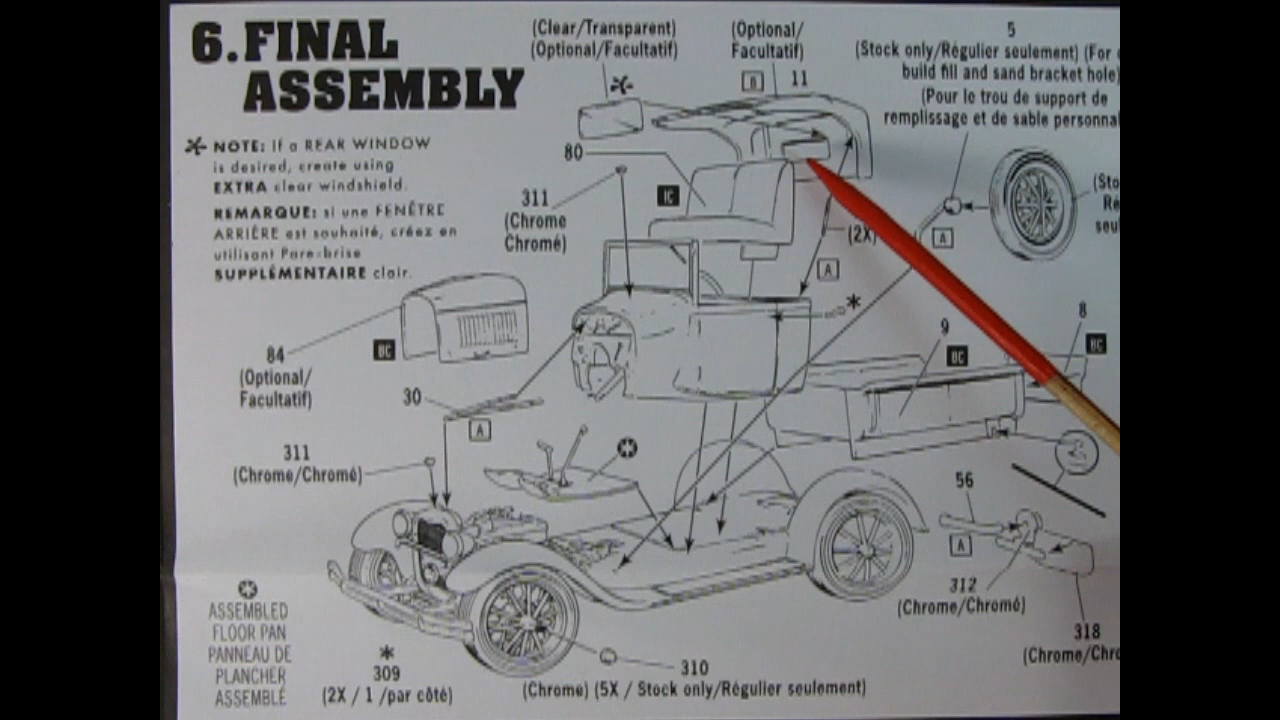 6. FINAL
ASSEMBLY
NOTE: If a REAR WINDOW
is desired, create using
EXTRA clear windshield.
REMARQUE: si une FENÊTRE
ARRIÈRE est souhaité, créez en
utilisant Pare-brise
SUPPLÉMENTAIRE clair.
(Clear/Transparent)
(Optional/Facultatif)
(Optional/
Facultatif)
B 11
5
(Stock only/Régulier seulement) (For
build fill and sand bracket hole)
(Pour le trou de support de
remplissage et de sable
80
IC
311
(Chrome
Chromé)
(2X)
A
A
84
(Optional/
Facultatif)
BC
30
A
*
9
BC
8
BC
311
(Chrome/Chromé)
56
A
312
(Chrome/Chromé)
318
ASSEMBLED
FLOOR PAN
PANNEAU DE
PLANCHER
ASSEMBLÉ
*
309
(2X / 1 /par côté)
310
(Chrome) (5X / Stock only/Régulier seulement)